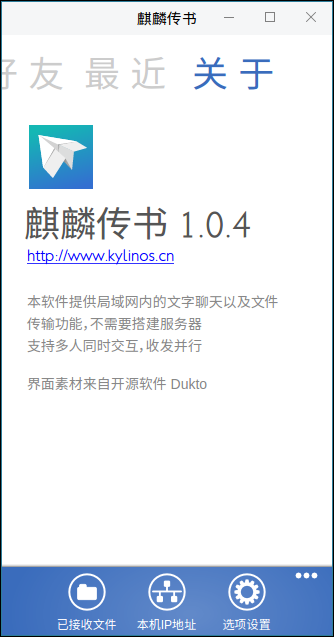 麒麟传书
好友 最近 关于
麒麟传书 1.0.4
http://www.kylinos.cn
本软件提供局域网内的文字聊天以及文件
传输功能,不需要搭建服务器
支持多人同时交互,收发并行
界面素材来自开源软件 Dukto
已接收文件 本机IP地址 选项设置